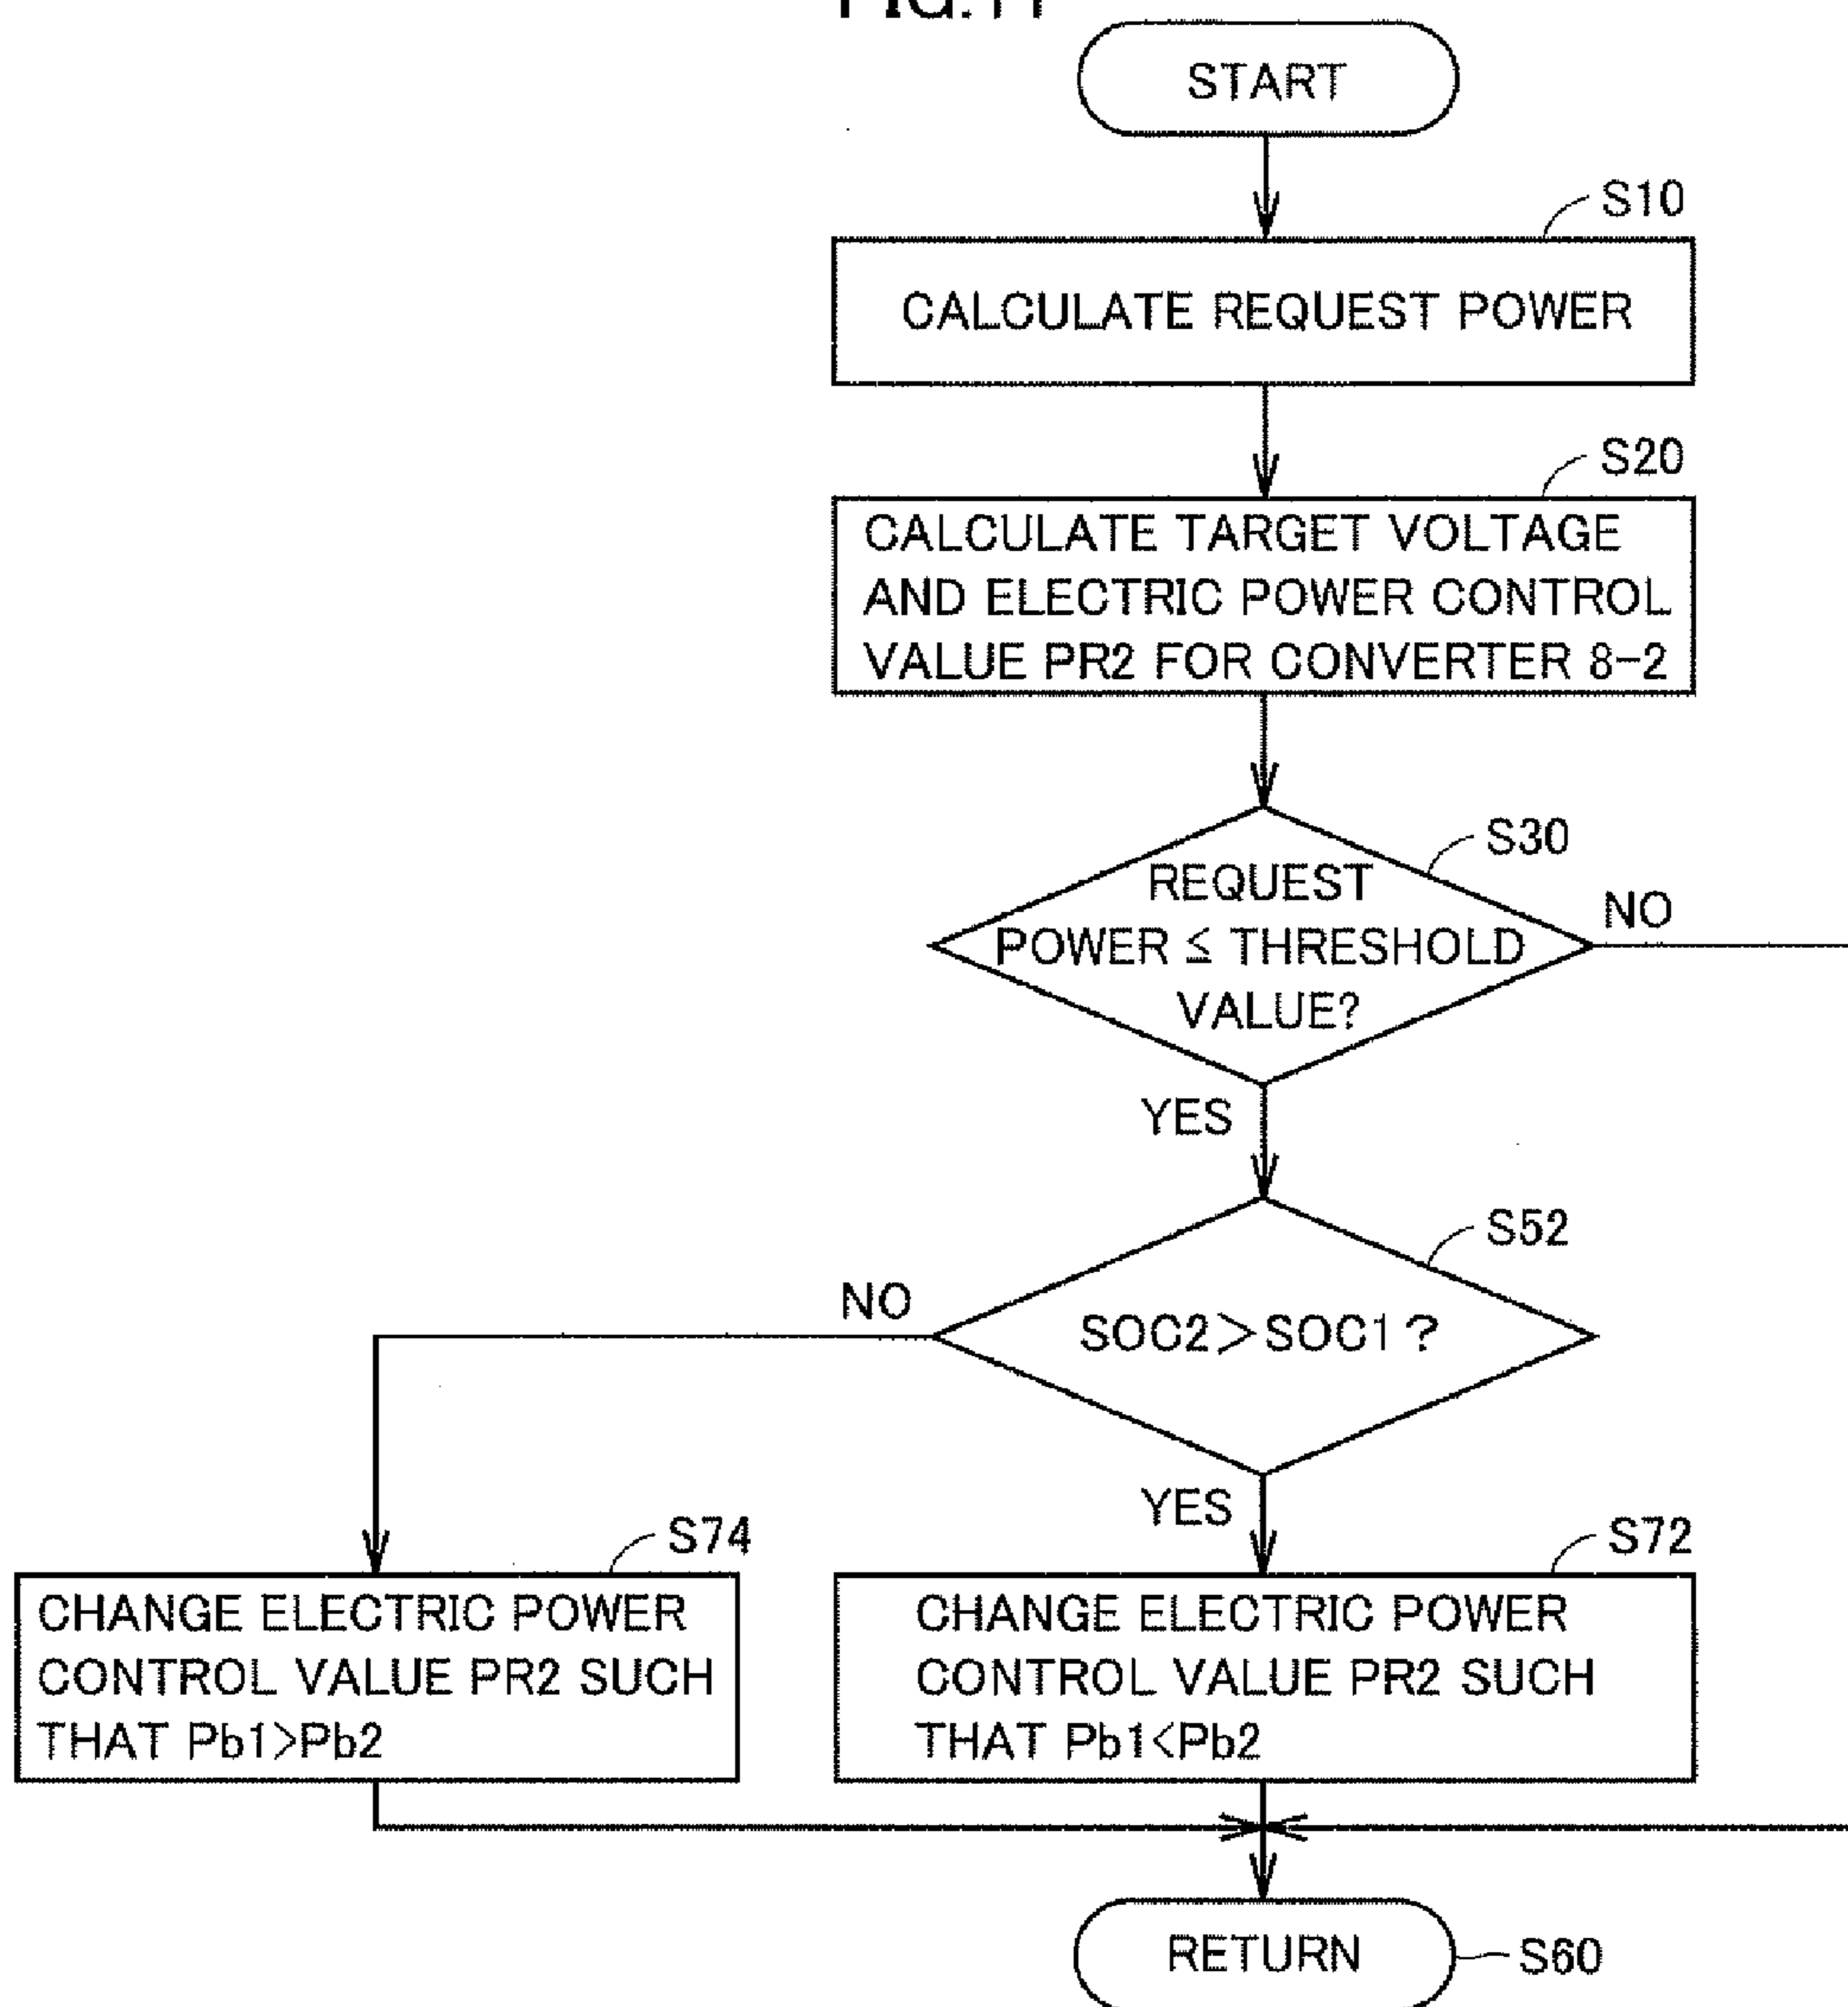 FIG.11
START
S10
CALCULATE REQUEST POWER
S20
CALCULATE TARGET VOLTAGE
AND ELECTRIC POWER CONTROL
VALUE PR2 FOR CONVERTER 8-2
S30
REQUEST
POWER ≦ THRESHOLD
VALUE?
NO
YES
S52
NO
SOC2>SOC1?
YES
S74
CHANGE ELECTRIC POWER
CONTROL VALUE PR2 SUCH
THAT Pb1>Pb2
S72
CHANGE ELECTRIC POWER
CONTROL VALUE PR2 SUCH
THAT Pb1<Pb2
RETURN
S60